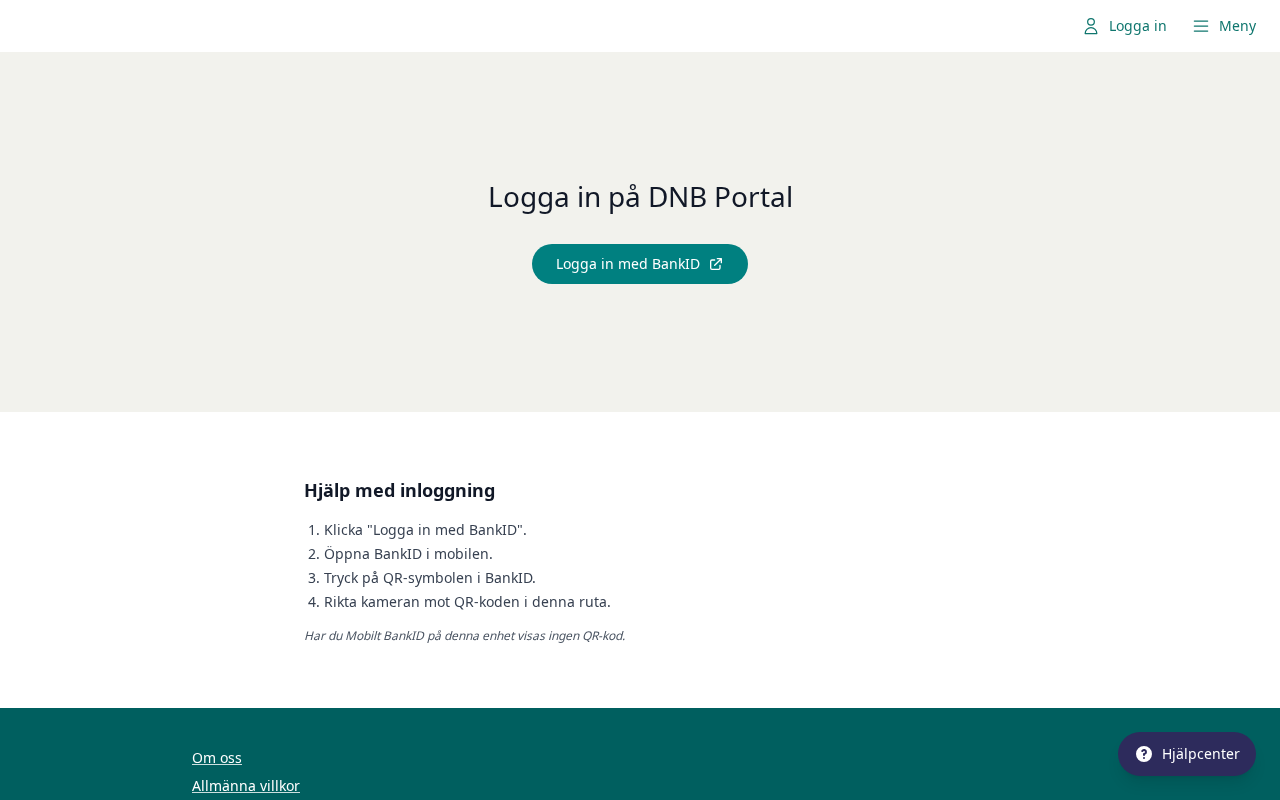 Logga in
Meny
Logga in på DNB Portal
Logga in med BankID
Hjälp med inloggning
1. Klicka "Logga in med BankID".
2. Öppna BankID i mobilen.
3. Tryck på QR-symbolen i BankID.
4. Rikta kameran mot QR-koden i denna ruta.
Har du Mobilt BankID på denna enhet visas ingen QR-kod.
Om oss
Allmänna villkor
Hjälpcenter